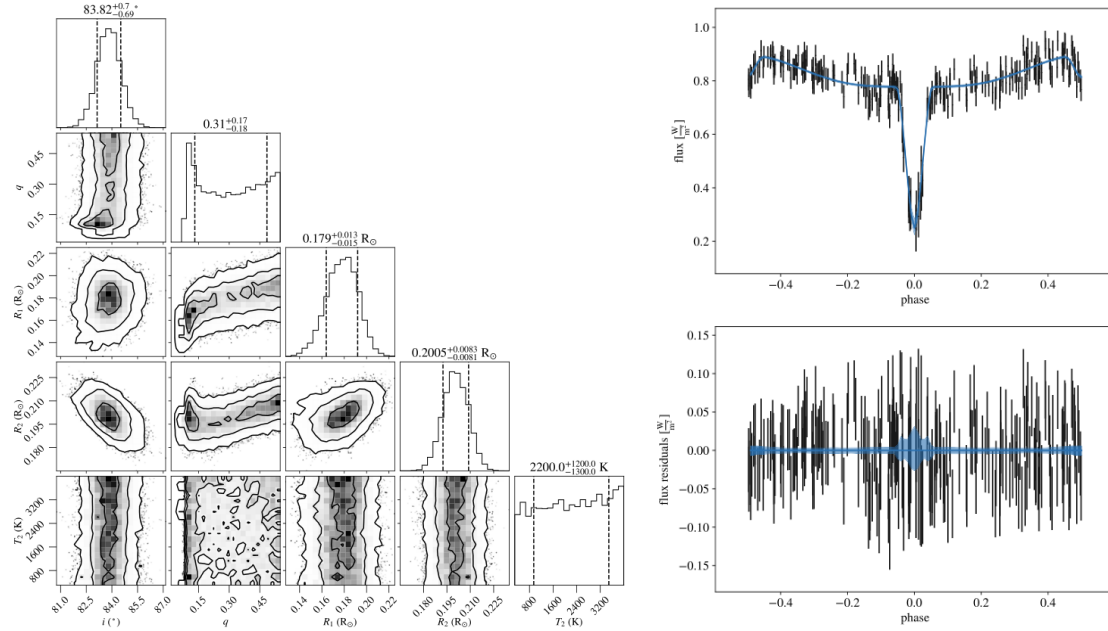 83.82 +0.7 −0.69 °
0.31 +0.17 −0.18
0.179 +0.013 −0.015 R⊙
0.2005 +0.0083 −0.0081 R⊙
2200.0 +1200.0 −1300.0 K
q
0.45
0.30
0.15
R₁ (R⊙)
0.22
0.20
0.18
0.16
0.14
R₂ (R⊙)
0.225
0.210
0.195
0.180
T₂ (K)
3200
2400
1600
800
81.0 82.5 84.0 85.5 87.0
i (°)
0.15 0.30 0.45
q
0.14 0.16 0.18 0.20 0.22
R₁ (R⊙)
0.180 0.195 0.210 0.225
R₂ (R⊙)
800 1600 2400 3200
T₂ (K)
1.0
0.8
0.6
0.4
0.2
flux [W/m²]
−0.4 −0.2 0.0 0.2 0.4
phase
0.15
0.10
0.05
0.00
−0.05
−0.10
−0.15
flux residuals [W/m²]
−0.4 −0.2 0.0 0.2 0.4
phase